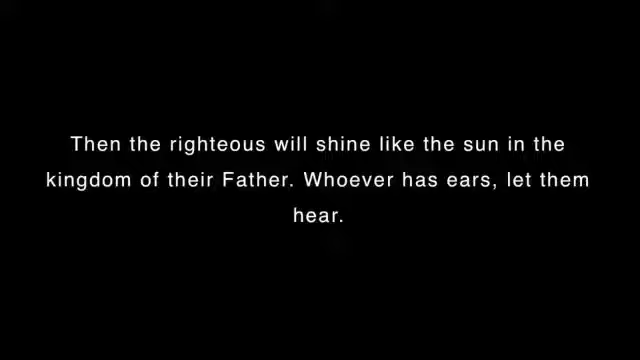 Then the righteous will shine like the sun in the
kingdom of their Father. Whoever has ears, let them
hear.